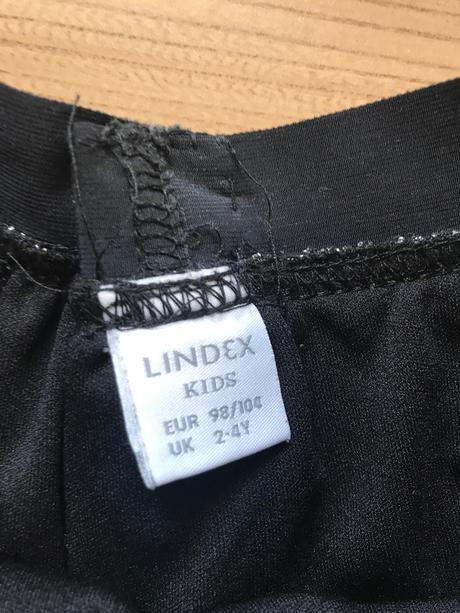 LINDEX
KIDS
EUR 98/104
UK 2-4Y